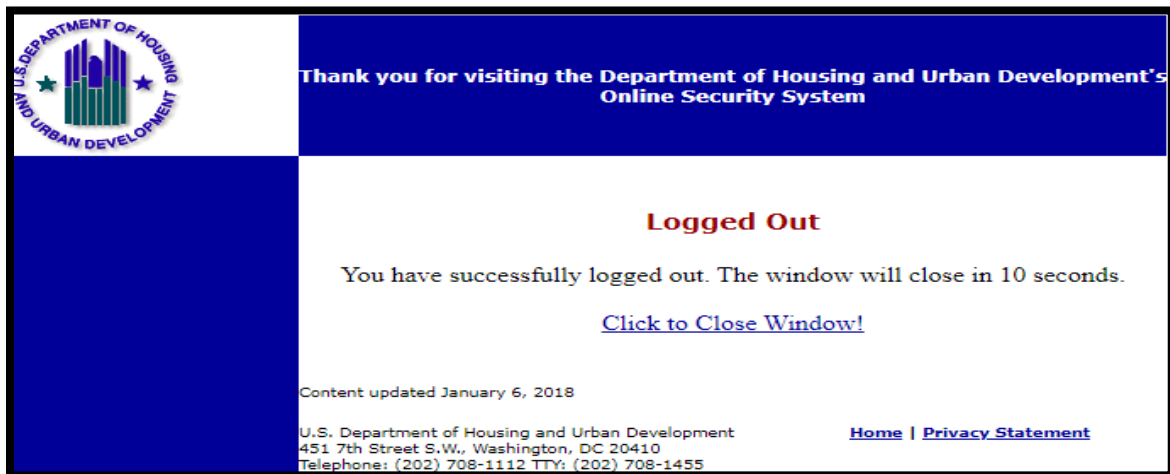 U.S. DEPARTMENT OF HOUSING
AND URBAN DEVELOPMENT
Thank you for visiting the Department of Housing and Urban Development's
Online Security System
Logged Out
You have successfully logged out. The window will close in 10 seconds.
Click to Close Window!
Content updated January 6, 2018
U.S. Department of Housing and Urban Development
451 7th Street S.W., Washington, DC 20410
Telephone: (202) 708-1112 TTY: (202) 708-1455
Home | Privacy Statement